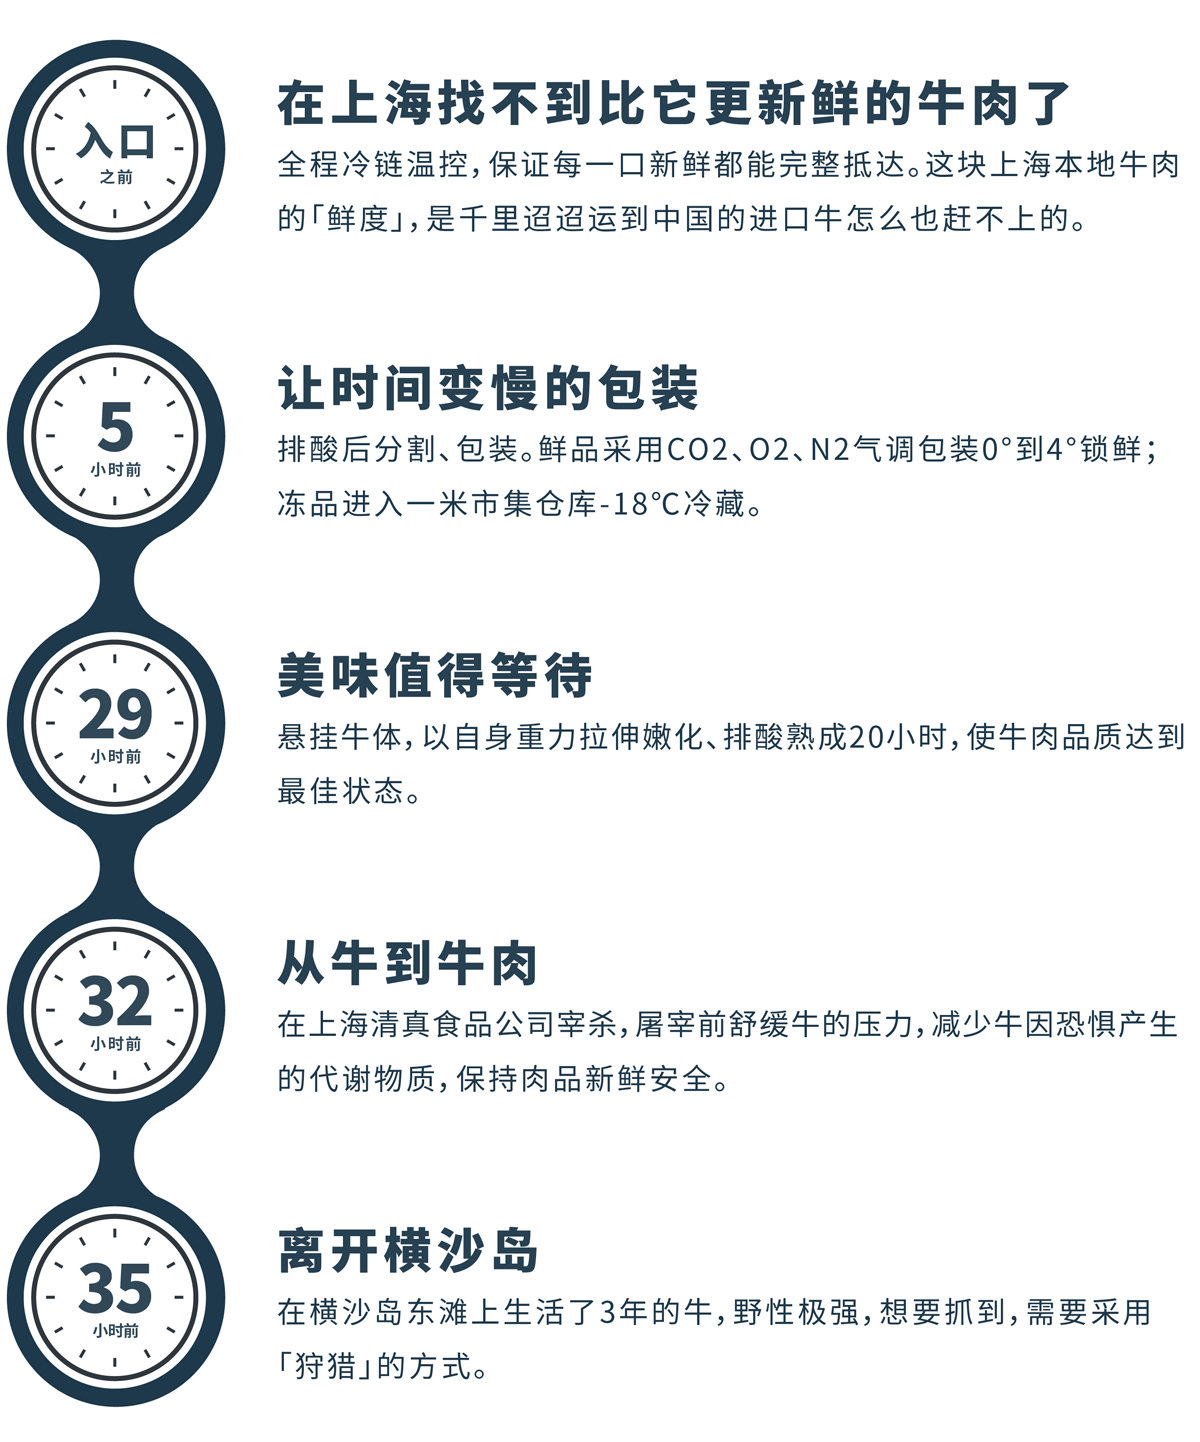 入口
之前
在上海找不到比它更新鲜的牛肉了
全程冷链温控，保证每一口新鲜都能完整抵达。这块上海本地牛肉
的「鲜度」，是千里迢迢运到中国的进口牛怎么也赶不上的。
5
小时前
让时间变慢的包装
排酸后分割、包装。鲜品采用CO2、O2、N2气调包装0°到4°锁鲜；
冻品进入一米市集仓库-18℃冷藏。
29
小时前
美味值得等待
悬挂牛体，以自身重力拉伸嫩化、排酸熟成20小时，使牛肉品质达到
最佳状态。
32
小时前
从牛到牛肉
在上海清真食品公司宰杀，屠宰前舒缓牛的压力，减少牛因恐惧产生
的代谢物质，保持肉品新鲜安全。
35
小时前
离开横沙岛
在横沙岛东滩上生活了3年的牛，野性极强，想要抓到，需要采用
「狩猎」的方式。